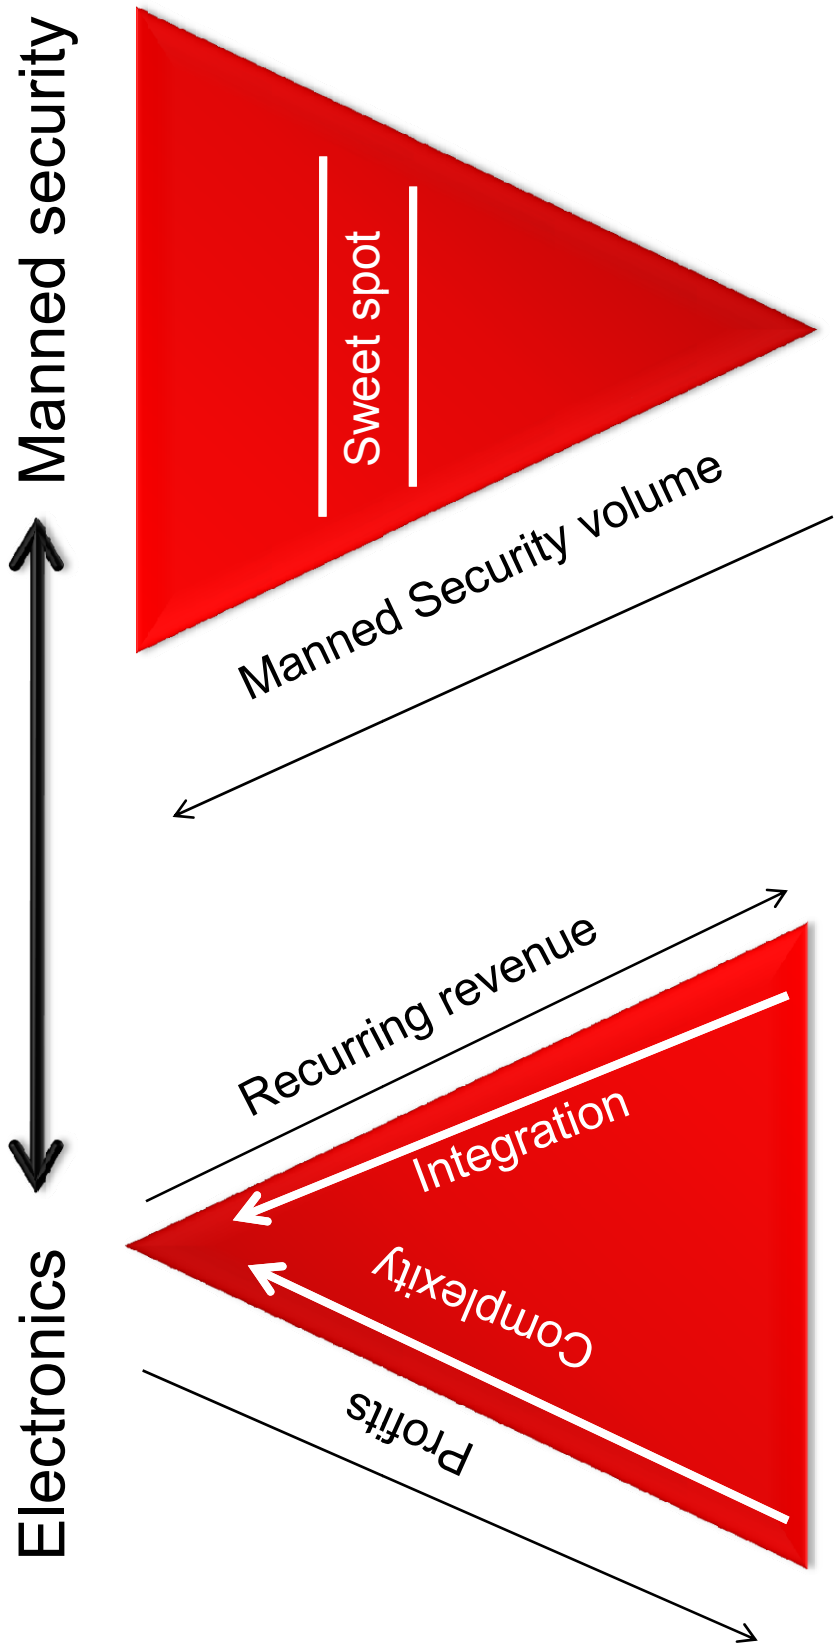 Manned security
Sweet spot
Manned Security volume
Recurring revenue
Integration
Complexity
Profits
Electronics